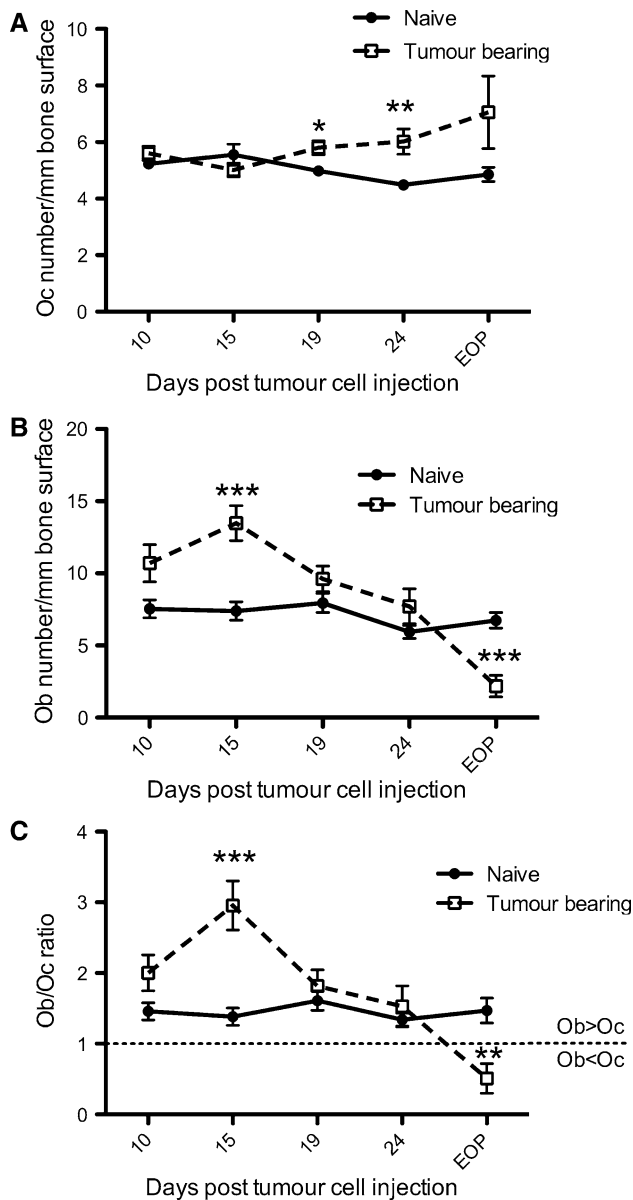 A
Naive
Tumour bearing
Oc number/mm bone surface
10
8
6
4
2
0
*
**
10
15
19
24
EOP
Days post tumour cell injection
B
Naive
Tumour bearing
Ob number/mm bone surface
20
15
10
5
0
***
***
10
15
19
24
EOP
Days post tumour cell injection
C
Naive
Tumour bearing
Ob/Oc ratio
4
3
2
1
0
***
Ob>Oc
Ob<Oc
**
10
15
19
24
EOP
Days post tumour cell injection